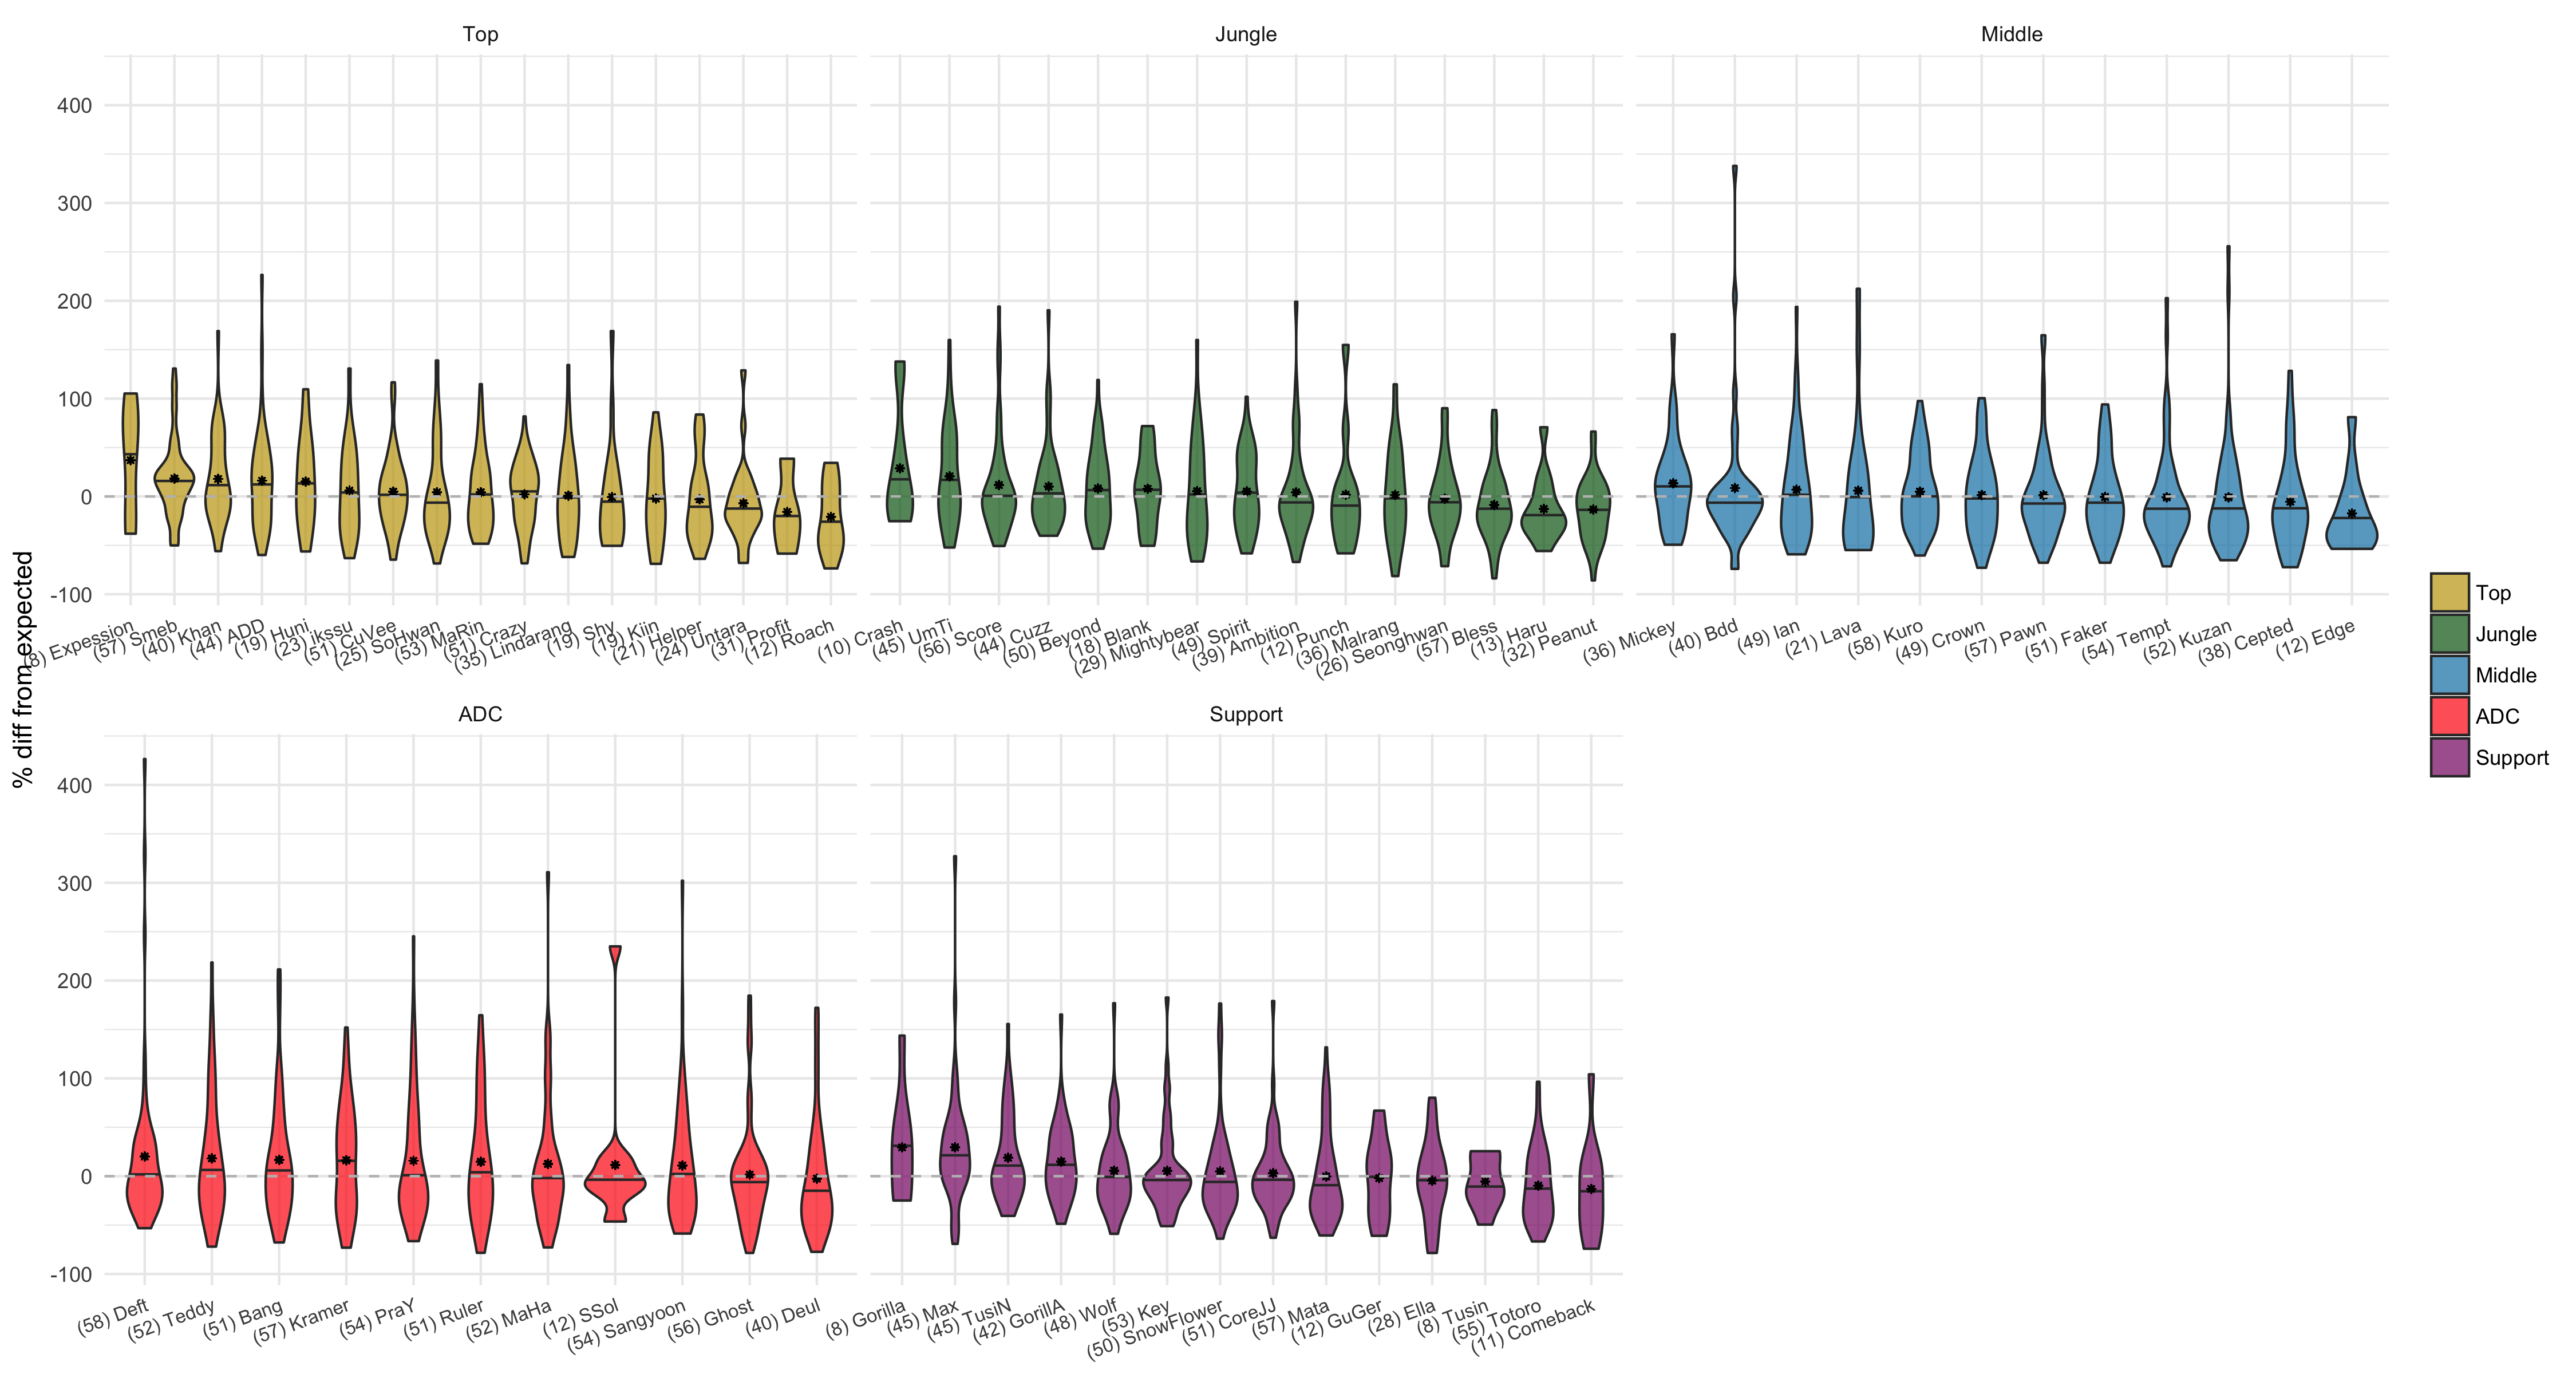 Top
Jungle
Middle
% diff from expected
400
300
200
100
0
-100
(8) Expession
(57) Smeb
(40) Khan
(44) ADD
(19) Huni
(23) ikssu
(51) CuVee
(25) SoHwan
(53) MaRin
(51) Crazy
(35) Lindarang
(19) Shy
(19) Kiin
(21) Helper
(24) Untara
(31) Profit
(12) Roach
(10) Crash
(45) UmTi
(56) Score
(44) Cuzz
(50) Beyond
(18) Blank
(29) Mightybear
(49) Spirit
(39) Ambition
(12) Punch
(36) Malrang
(26) Seonghwan
(57) Bless
(13) Haru
(32) Peanut
(36) Mickey
(40) Bdd
(49) Ian
(21) Lava
(58) Kuro
(49) Crown
(57) Pawn
(51) Faker
(54) Tempt
(52) Kuzan
(38) Cepted
(12) Edge
ADC
Support
400
300
200
100
0
-100
(58) Deft
(52) Teddy
(51) Bang
(57) Kramer
(54) PraY
(51) Ruler
(52) MaHa
(12) SSol
(54) Sangyoon
(56) Ghost
(40) Deul
(8) Gorilla
(45) Max
(45) TusiN
(42) GorillA
(48) Wolf
(53) Key
(50) SnowFlower
(51) CoreJJ
(57) Mata
(12) GuGer
(28) Ella
(8) Tusin
(55) Totoro
(11) Comeback
Top
Jungle
Middle
ADC
Support